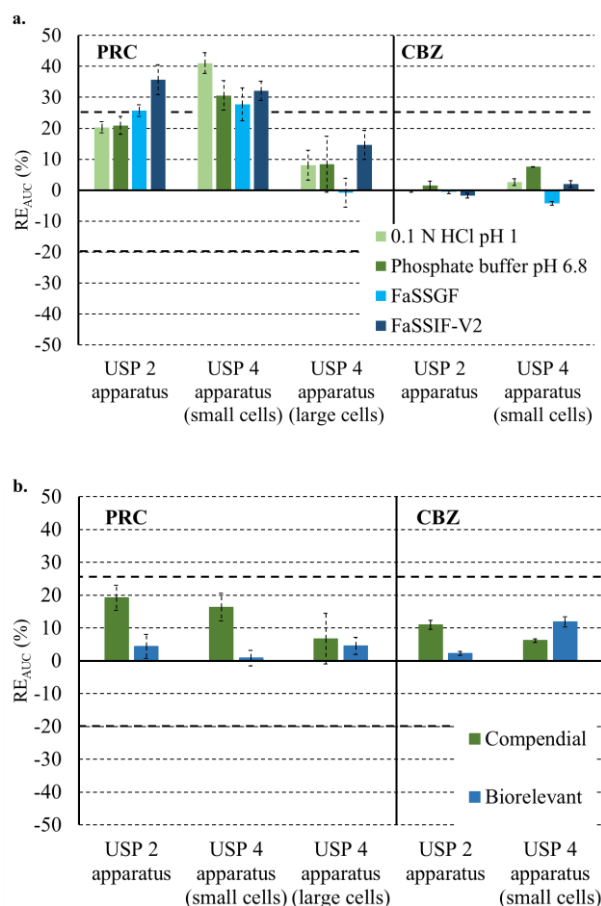 a.
50
40
30
20
10
0
-10
-20
-30
-40
-50
RE_AUC (%)
PRC
CBZ
0.1 N HCl pH 1
Phosphate buffer pH 6.8
FaSSGF
FaSSIF-V2
USP 2 apparatus
USP 4 apparatus (small cells)
USP 4 apparatus (large cells)
USP 2 apparatus
USP 4 apparatus (small cells)
b.
50
40
30
20
10
0
-10
-20
-30
-40
-50
RE_AUC (%)
PRC
CBZ
Compendial
Biorelevant
USP 2 apparatus
USP 4 apparatus (small cells)
USP 4 apparatus (large cells)
USP 2 apparatus
USP 4 apparatus (small cells)